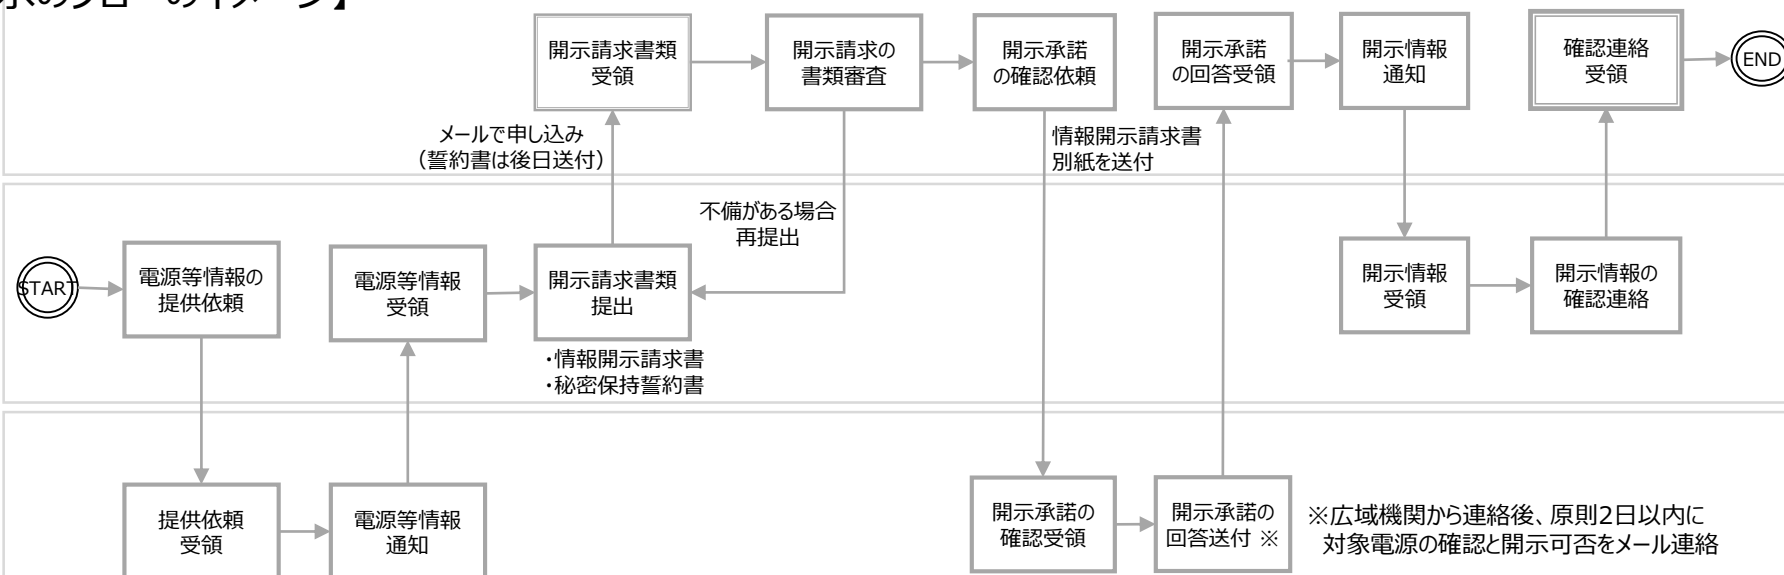 求のフローのイメージ】
開示請求書類
受領
開示請求の
書類審査
開示承諾
の確認依頼
開示承諾
の回答受領
開示情報
通知
確認連絡
受領
END
メールで申し込み
（誓約書は後日送付）
情報開示請求書
別紙を送付
不備がある場合
再提出
START
電源等情報の
提供依頼
電源等情報
受領
開示請求書類
提出
・情報開示請求書
・秘密保持誓約書
開示情報
受領
開示情報の
確認連絡
提供依頼
受領
電源等情報
通知
開示承諾の
確認受領
開示承諾の
回答送付 ※
※広域機関から連絡後、原則2日以内に
対象電源の確認と開示可否をメール連絡